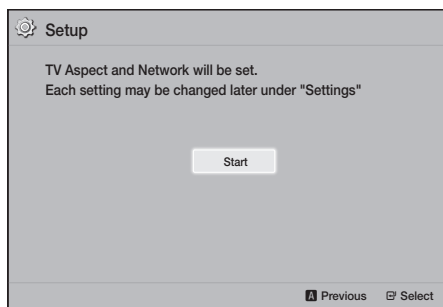 Setup
TV Aspect and Network will be set.
Each setting may be changed later under "Settings"
Start
A Previous Select